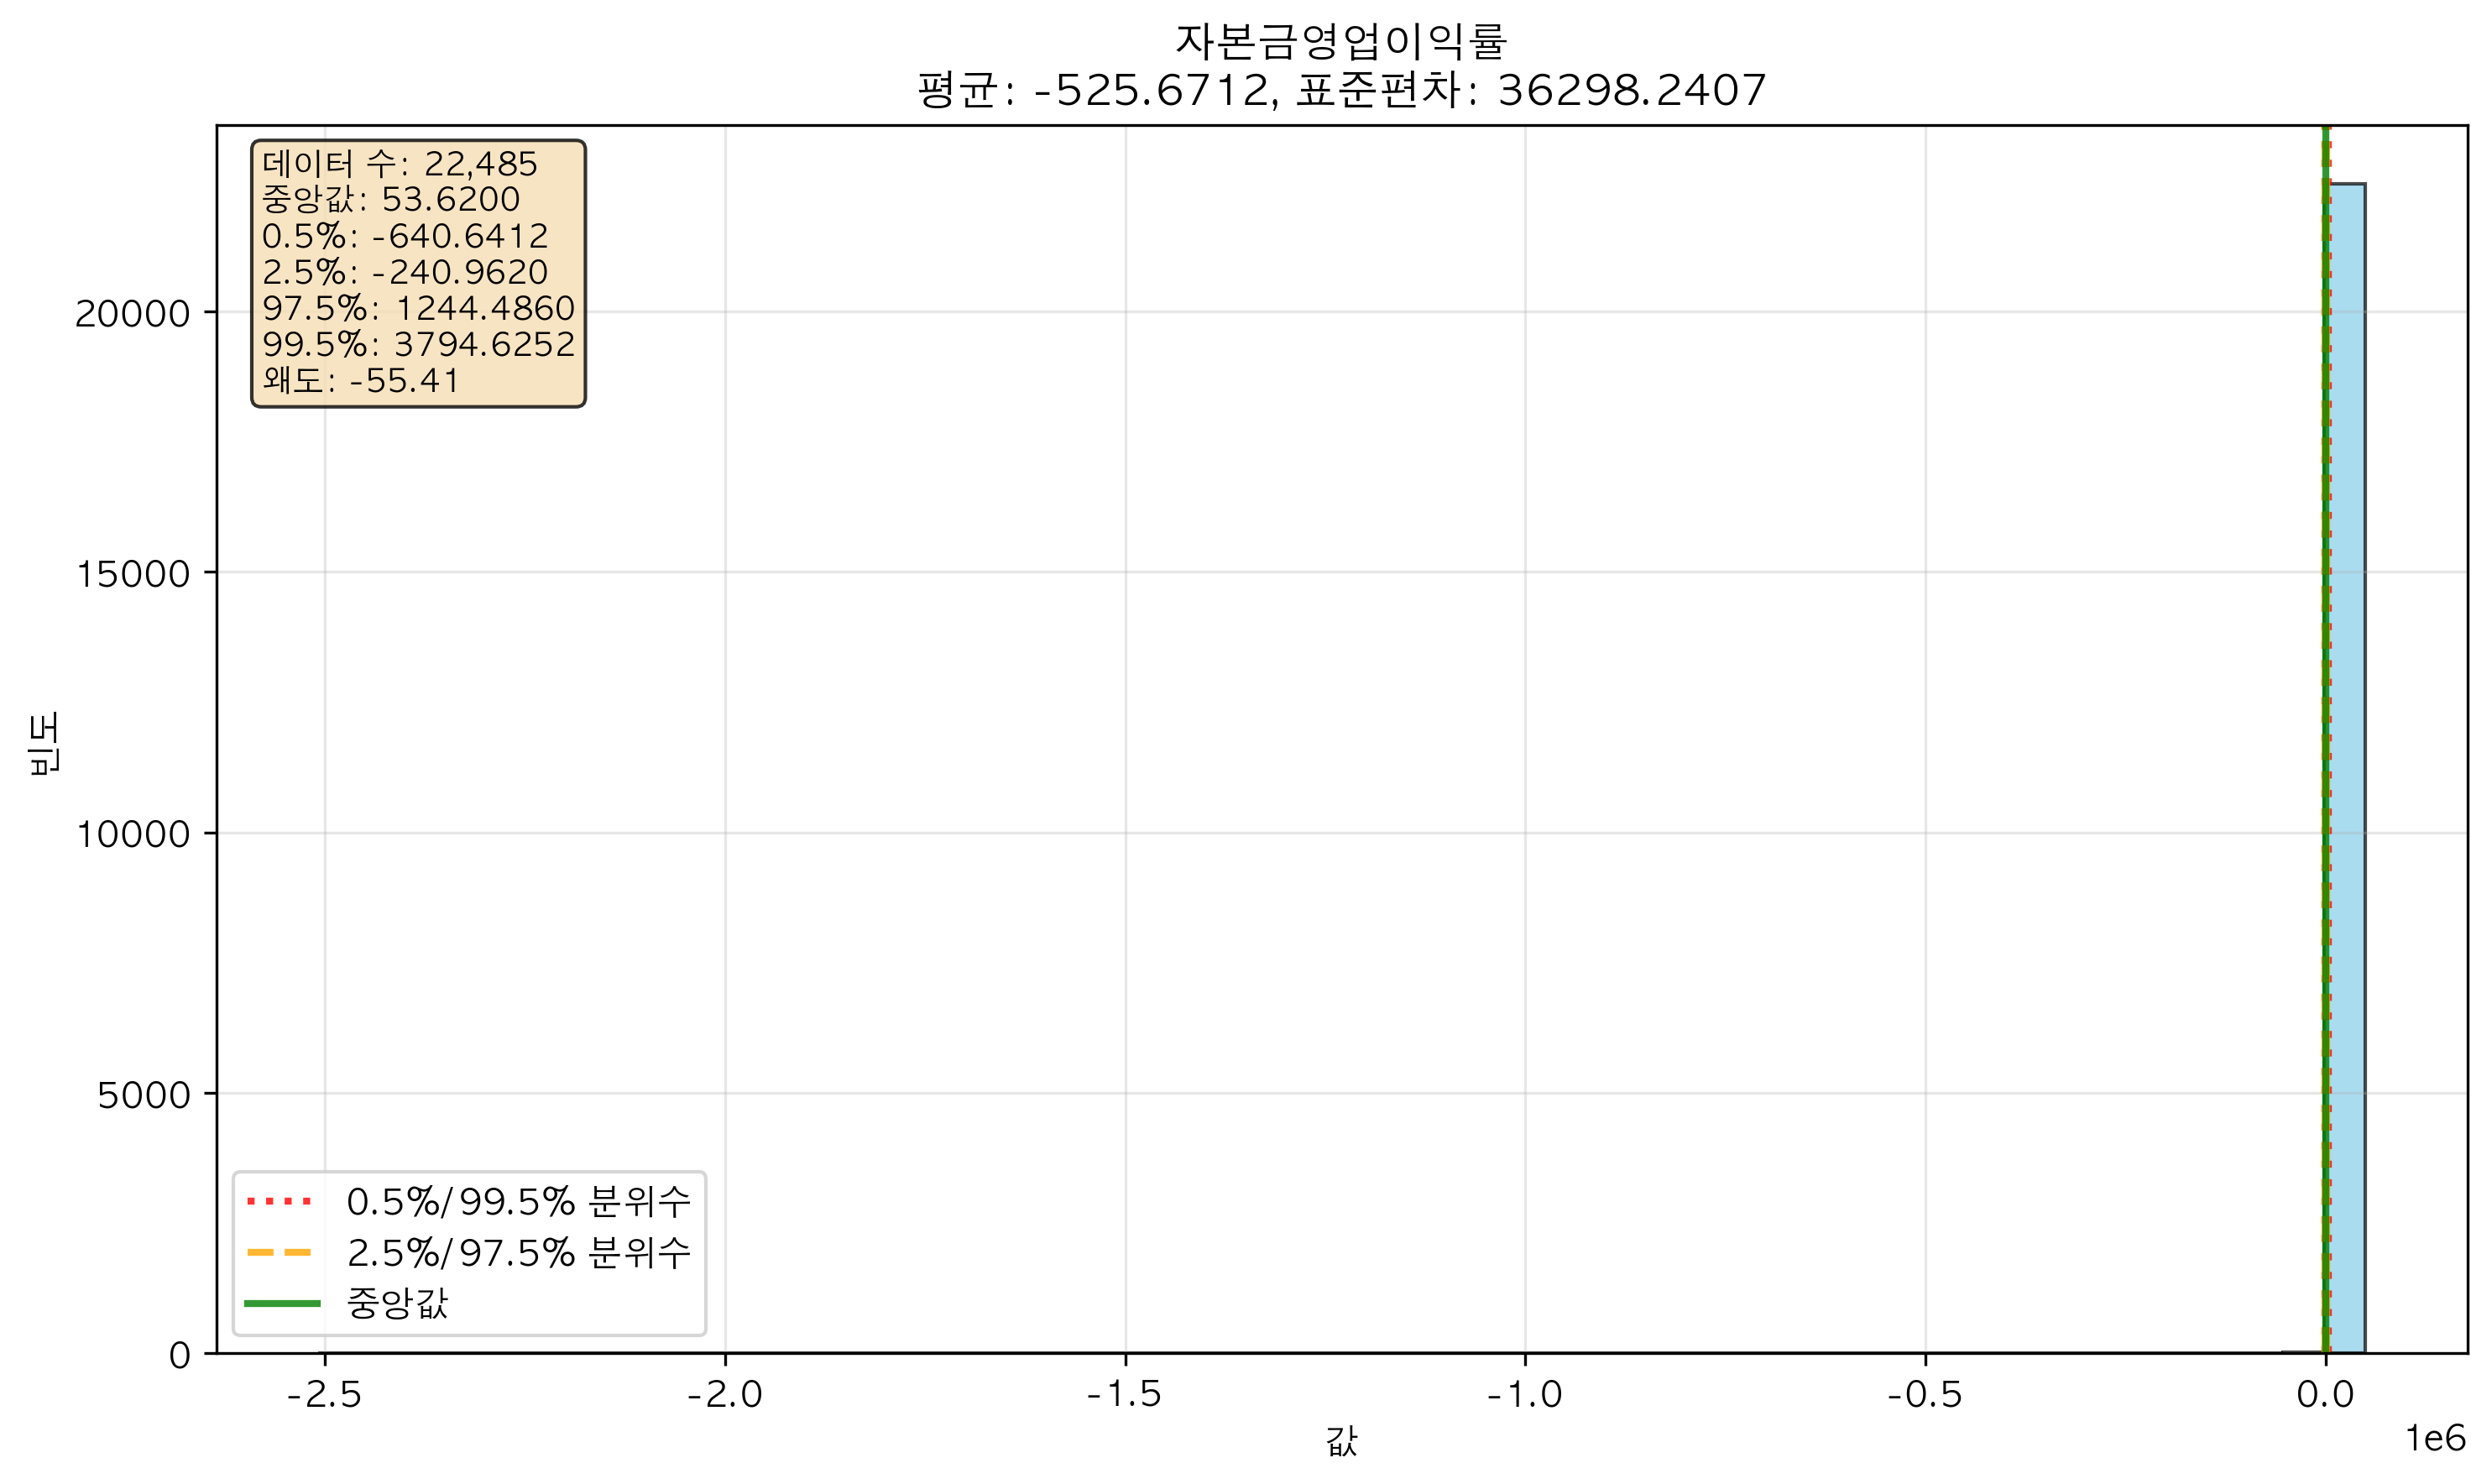 자본금영업이익률
평균: -525.6712, 표준편차: 36298.2407
데이터 수: 22,485
중앙값: 53.6200
0.5%: -640.6412
2.5%: -240.9620
97.5%: 1244.4860
99.5%: 3794.6252
왜도: -55.41
빈도
20000
15000
10000
5000
0
0.5%/99.5% 분위수
2.5%/97.5% 분위수
중앙값
-2.5
-2.0
-1.5
-1.0
-0.5
0.0
값
1e6